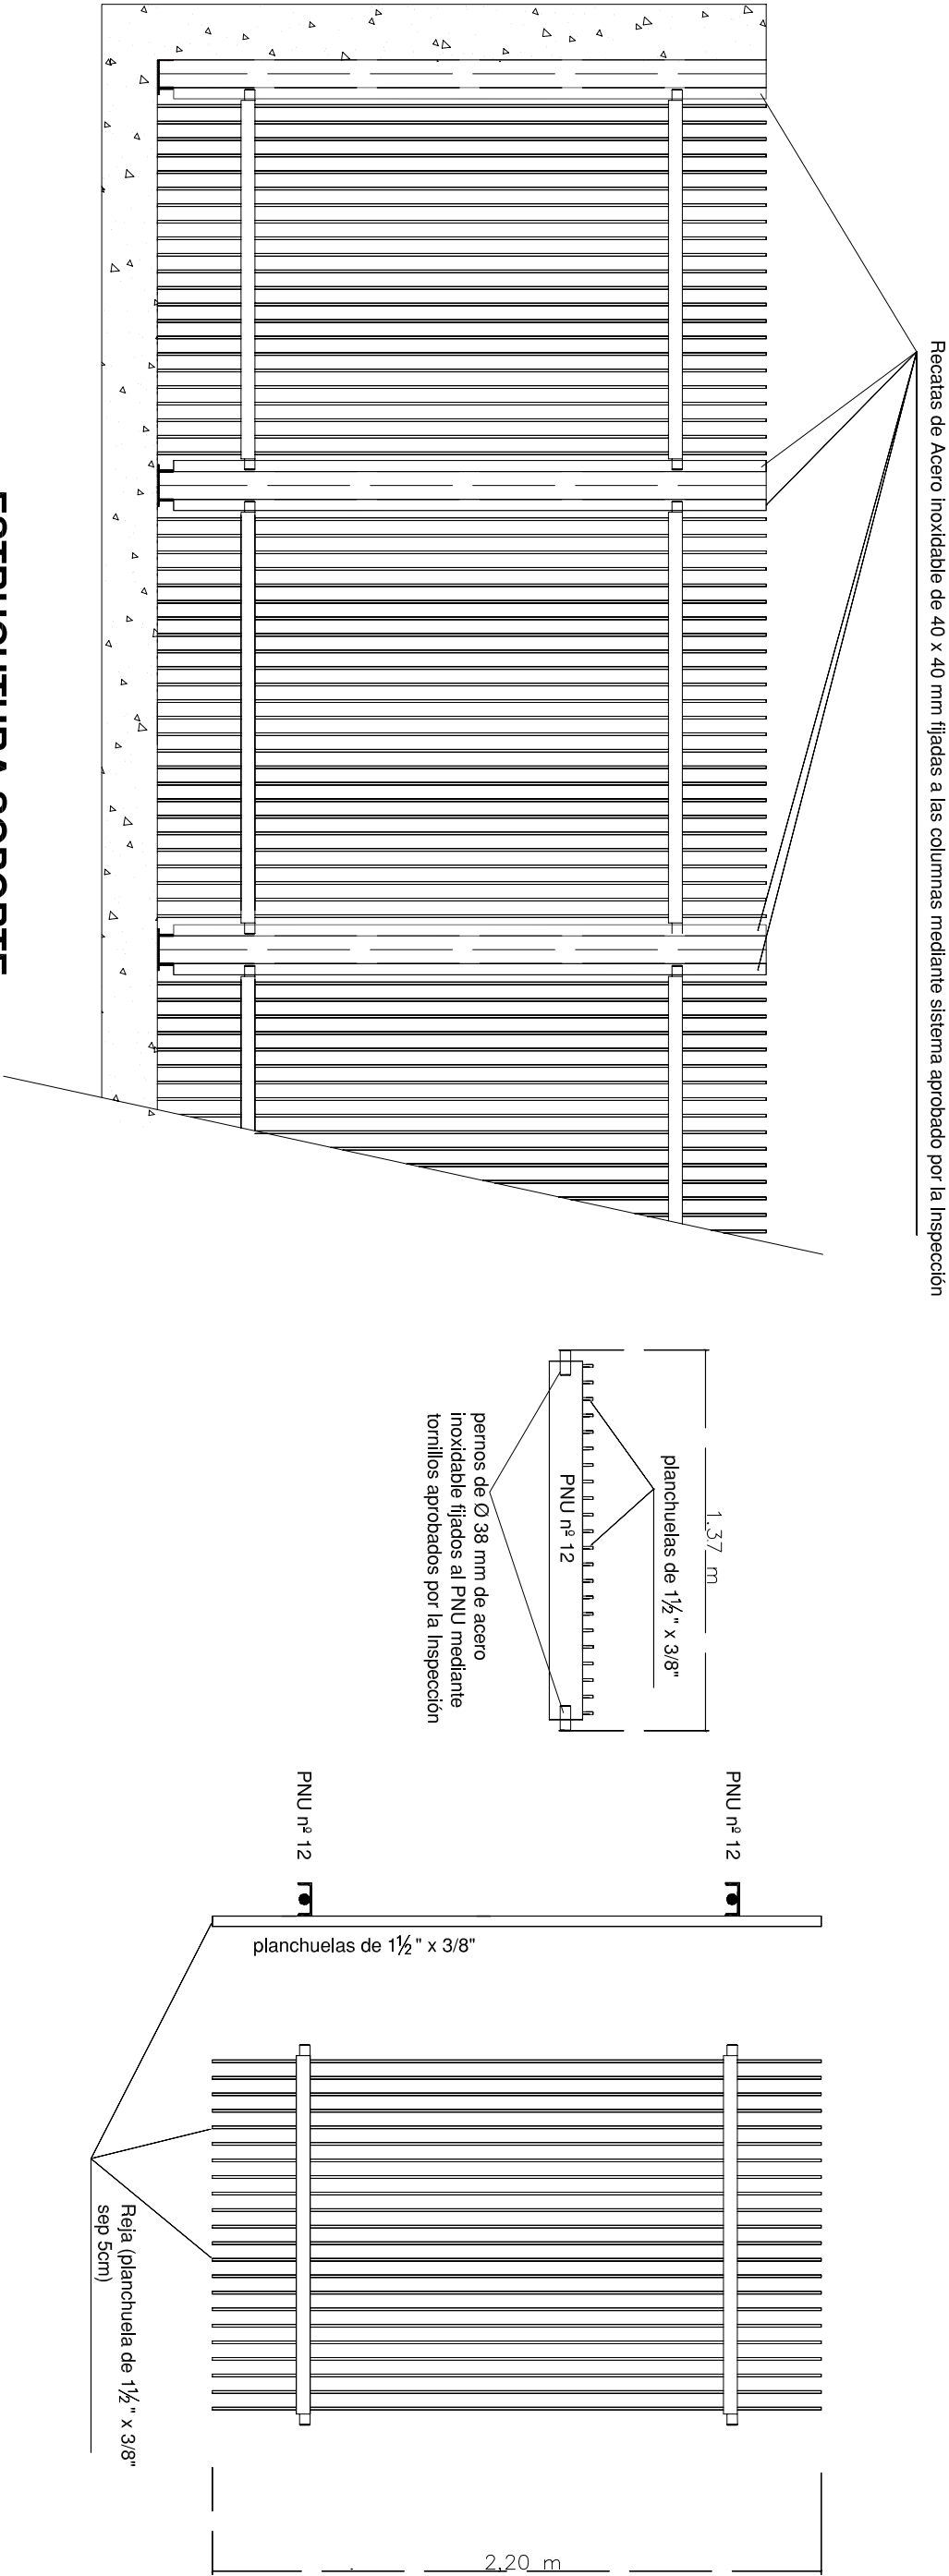 Recatas de Acero inoxidable de 40 x 40 mm fijadas a las columnas mediante sistema aprobado por la Inspección
1,37 m
planchuelas de 1½" x 3/8"
PNU nº 12
pernos de Ø 38 mm de acero
inoxidable fijados al PNU mediante
tornillos aprobados por la Inspección
PNU nº 12
PNU nº 12
planchuelas de 1½" x 3/8"
Reja (planchuela de 1½" x 3/8"
sep 5cm)
2,20 m
ESTRUCTURA SOPORTE